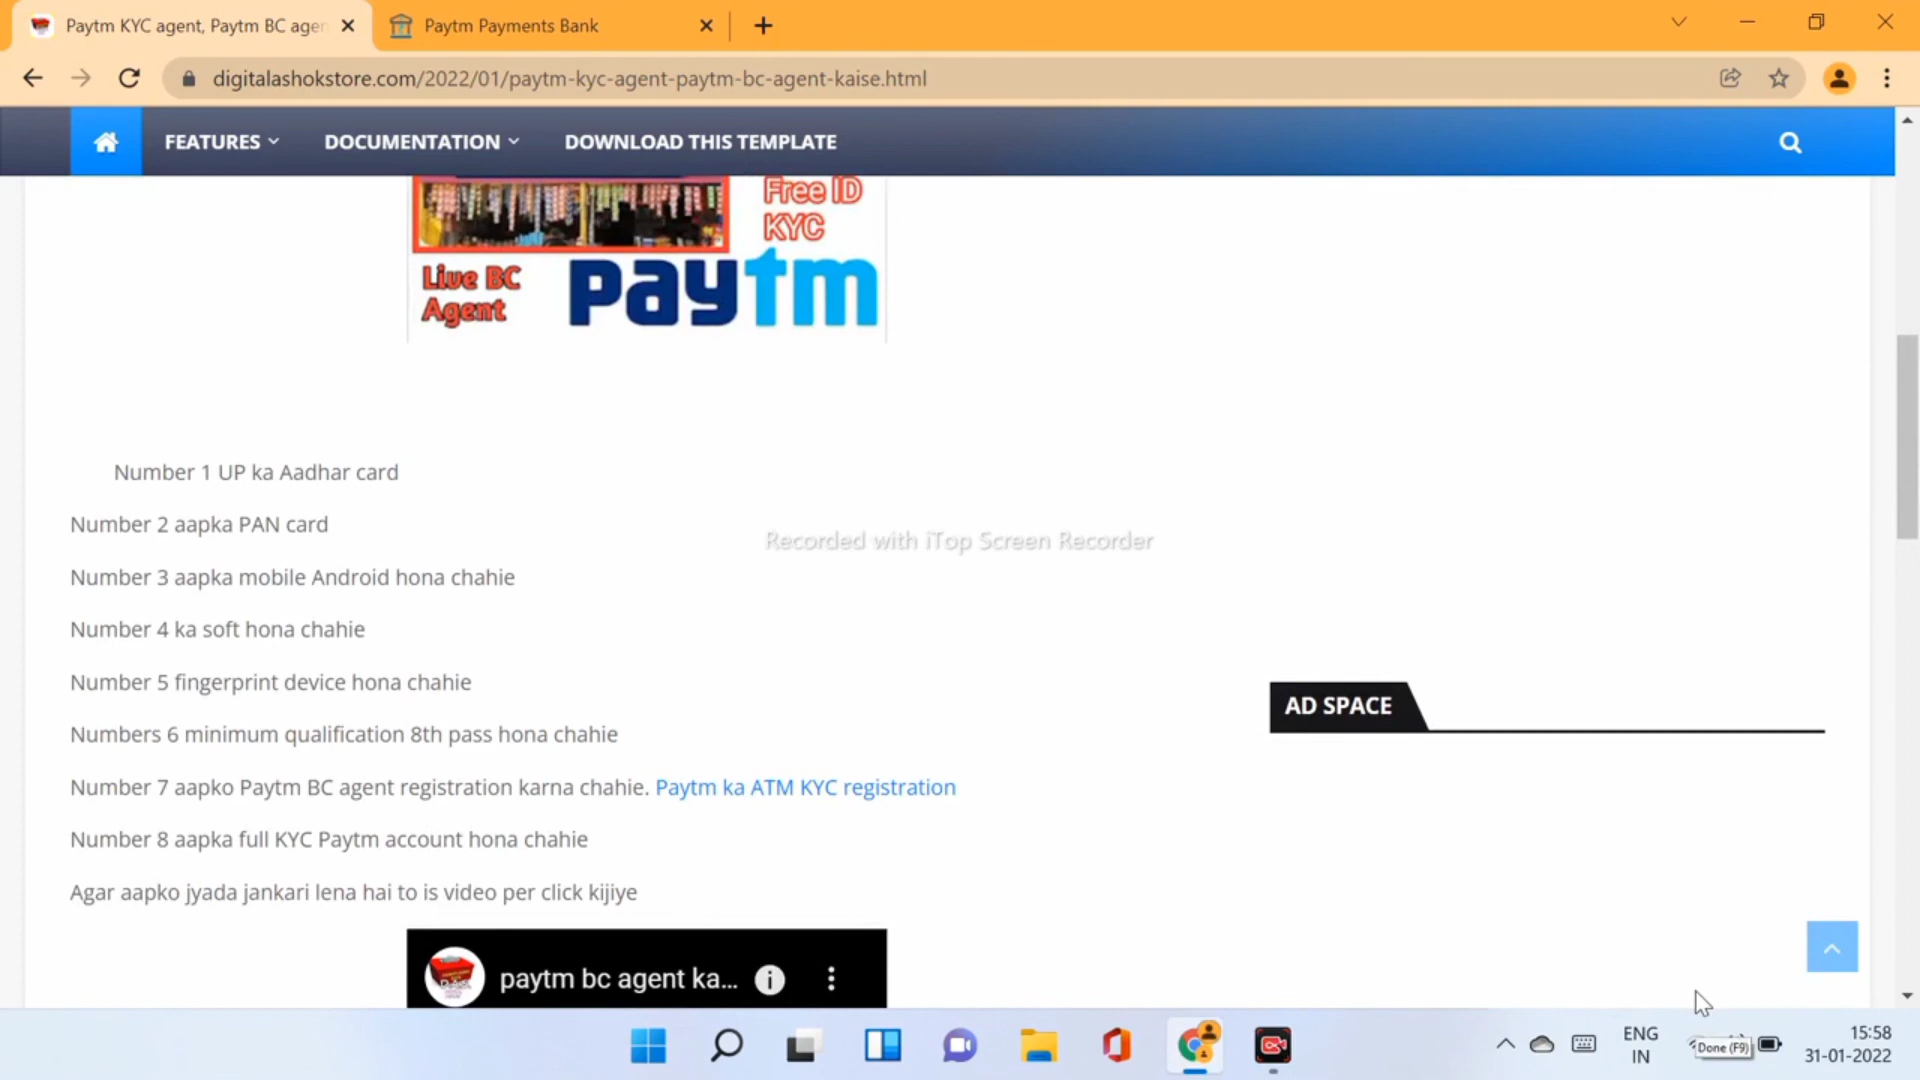 Paytm KYC agent, Paytm BC agen
Paytm Payments Bank
digitalashokstore.com/2022/01/paytm-kyc-agent-paytm-bc-agent-kaise.html
FEATURES
DOCUMENTATION
DOWNLOAD THIS TEMPLATE
Free ID
KYC
Live BC
Agent
paytm
Number 1 UP ka Aadhar card
Number 2 aapka PAN card
Recorded with iTop Screen Recorder
Number 3 aapka mobile Android hona chahie
Number 4 ka soft hona chahie
Number 5 fingerprint device hona chahie
AD SPACE
Numbers 6 minimum qualification 8th pass hona chahie
Number 7 aapko Paytm BC agent registration karna chahie. Paytm ka ATM KYC registration
Number 8 aapka full KYC Paytm account hona chahie
Agar aapko jyada jankari lena hai to is video per click kijiye
paytm bc agent ka...
ENG
IN
Done (F9)
15:58
31-01-2022